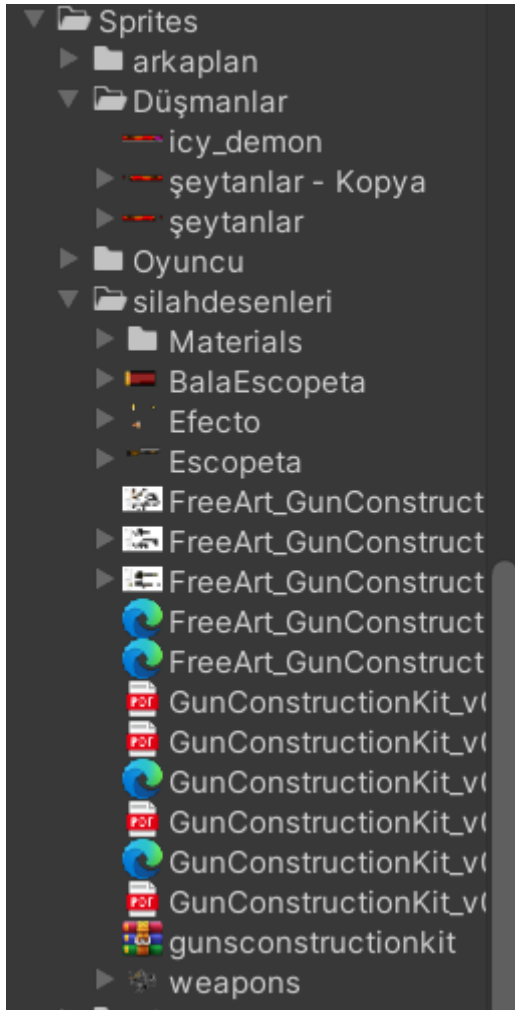 Sprites
arkaplan
Düşmanlar
icy_demon
şeytanlar - Kopya
şeytanlar
Oyuncu
silahdesenleri
Materials
BalaEscopeta
Efecto
Escopeta
FreeArt_GunConstruct
FreeArt_GunConstruct
FreeArt_GunConstruct
FreeArt_GunConstruct
FreeArt_GunConstruct
GunConstructionKit_v
GunConstructionKit_v
GunConstructionKit_v
GunConstructionKit_v
GunConstructionKit_v
GunConstructionKit_v
gunsconstructionkit
weapons